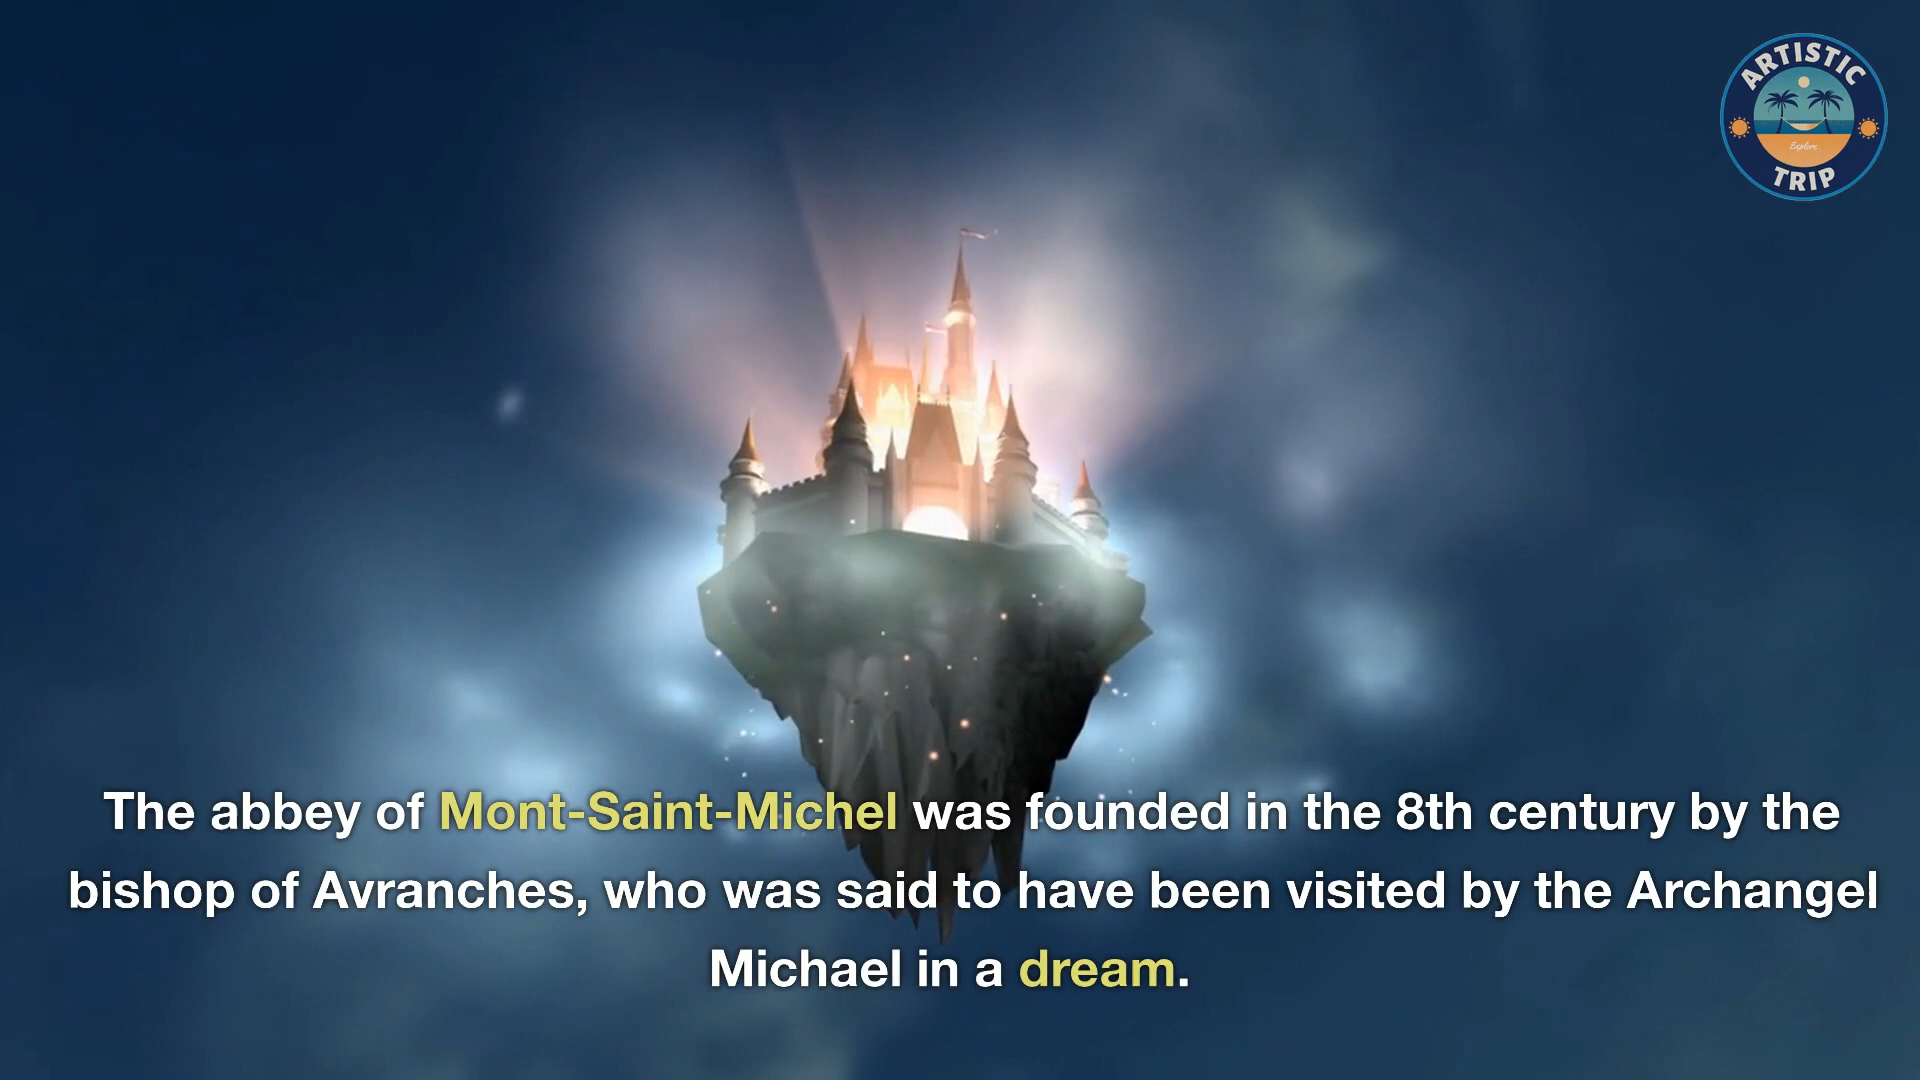 ARTISTIC
Explore
TRIP
The abbey of Mont-Saint-Michel was founded in the 8th century by the
bishop of Avranches, who was said to have been visited by the Archangel
Michael in a dream.